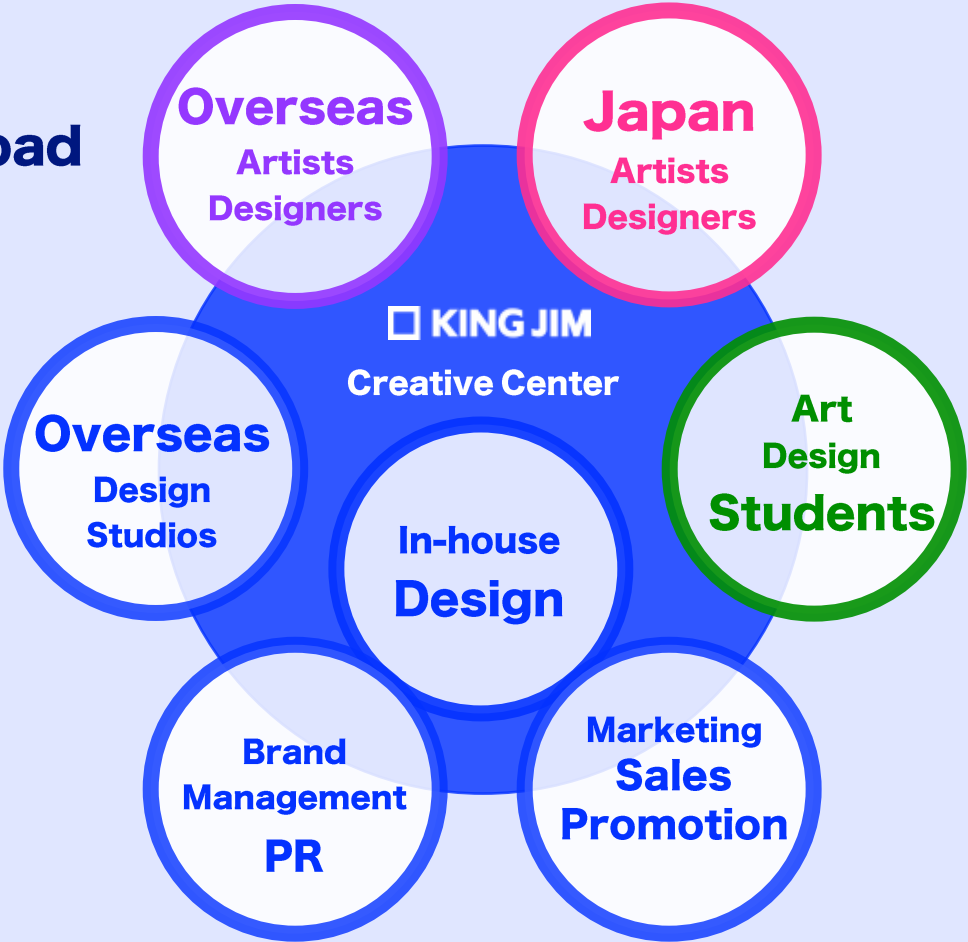 Overseas
Artists
Designers
Japan
Artists
Designers
KING JIM
Creative Center
Overseas
Design
Studios
Art
Design
Students
In-house
Design
Brand
Management
PR
Marketing
Sales
Promotion